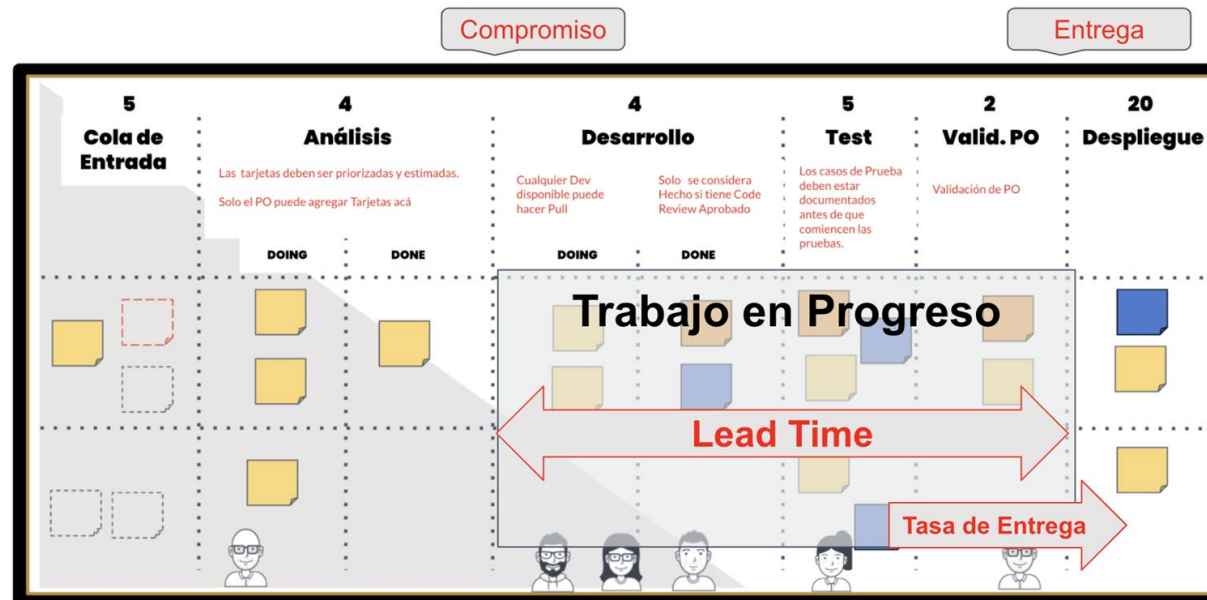 Compromiso
Entrega
5
Cola de
Entrada
4
Análisis
Las tarjetas deben ser priorizadas y estimadas.
Solo el PO puede agregar Tarjetas acá
DOING
DONE
4
Desarrollo
Cualquier Dev
disponible puede
hacer Pull
Solo se considera
Hecho si tiene Code
Review Aprobado
DOING
DONE
5
Test
Los casos de Prueba
deben estar
documentados
antes de que
comiencen las
pruebas.
2
Valid. PO
Validación de PO
20
Despliegue
Trabajo en Progreso
Lead Time
Tasa de Entrega